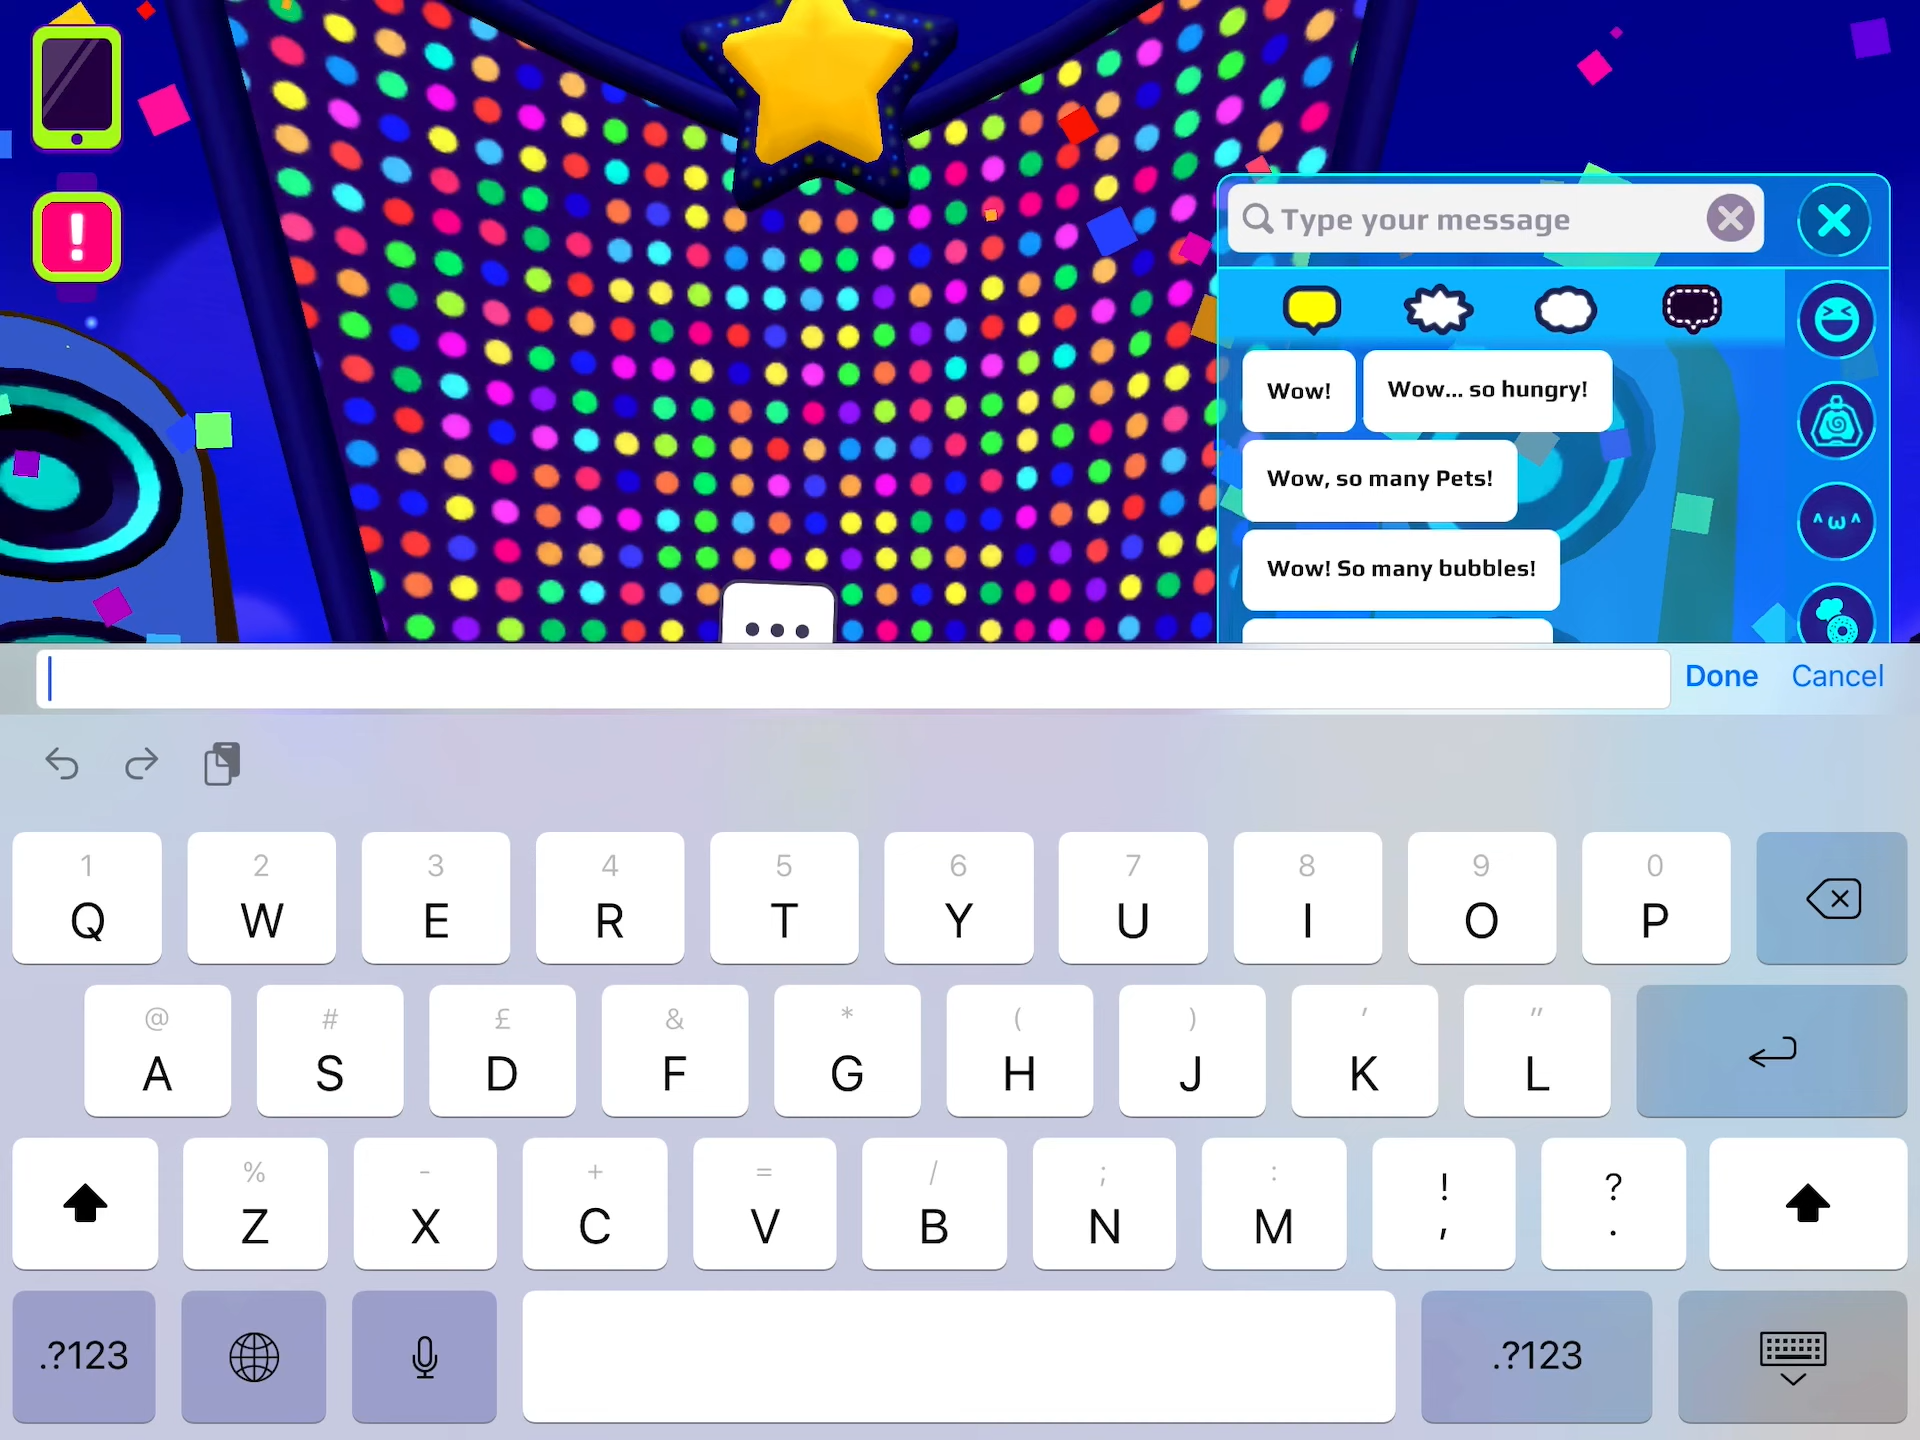 !
Type your message
Wow!
Wow... so hungry!
Wow, so many Pets!
Wow! So many bubbles!
^ω^
...
Done
Cancel
1 2 3 4 5 6 7 8 9 0
Q W E R T Y U I O P
@ # £ & * ( ) ' "
A S D F G H J K L
% - + = / ; : ! ?
Z X C V B N M , .
.?123
.?123